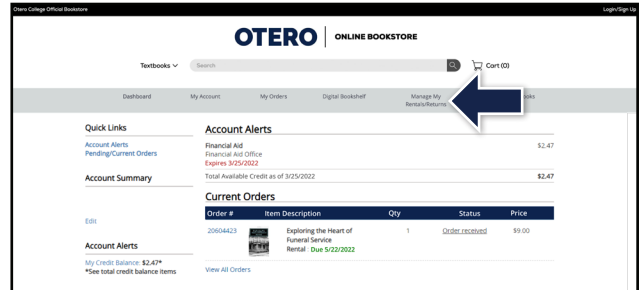 Otero College Official Bookstore
Login/Sign Up
OTERO ONLINE BOOKSTORE
Textbooks
Search
Cart (0)
Dashboard
My Account
My Orders
Digital Bookshelf
Manage My
Rentals/Returns
Quick Links
Account Alerts
Pending/Current Orders
Account Summary
Edit
Account Alerts
My Credit Balance: $2.47*
*See total credit balance items
Account Alerts
Financial Aid $2.47
Financial Aid Office
Expires 3/25/2022
Total Available Credit as of 3/25/2022 $2.47
Current Orders
Order # Item Description Qty Status Price
20604423 Exploring the Heart of 1 Order received $9.00
Funeral Service
Rental Due 5/22/2022
View All Orders